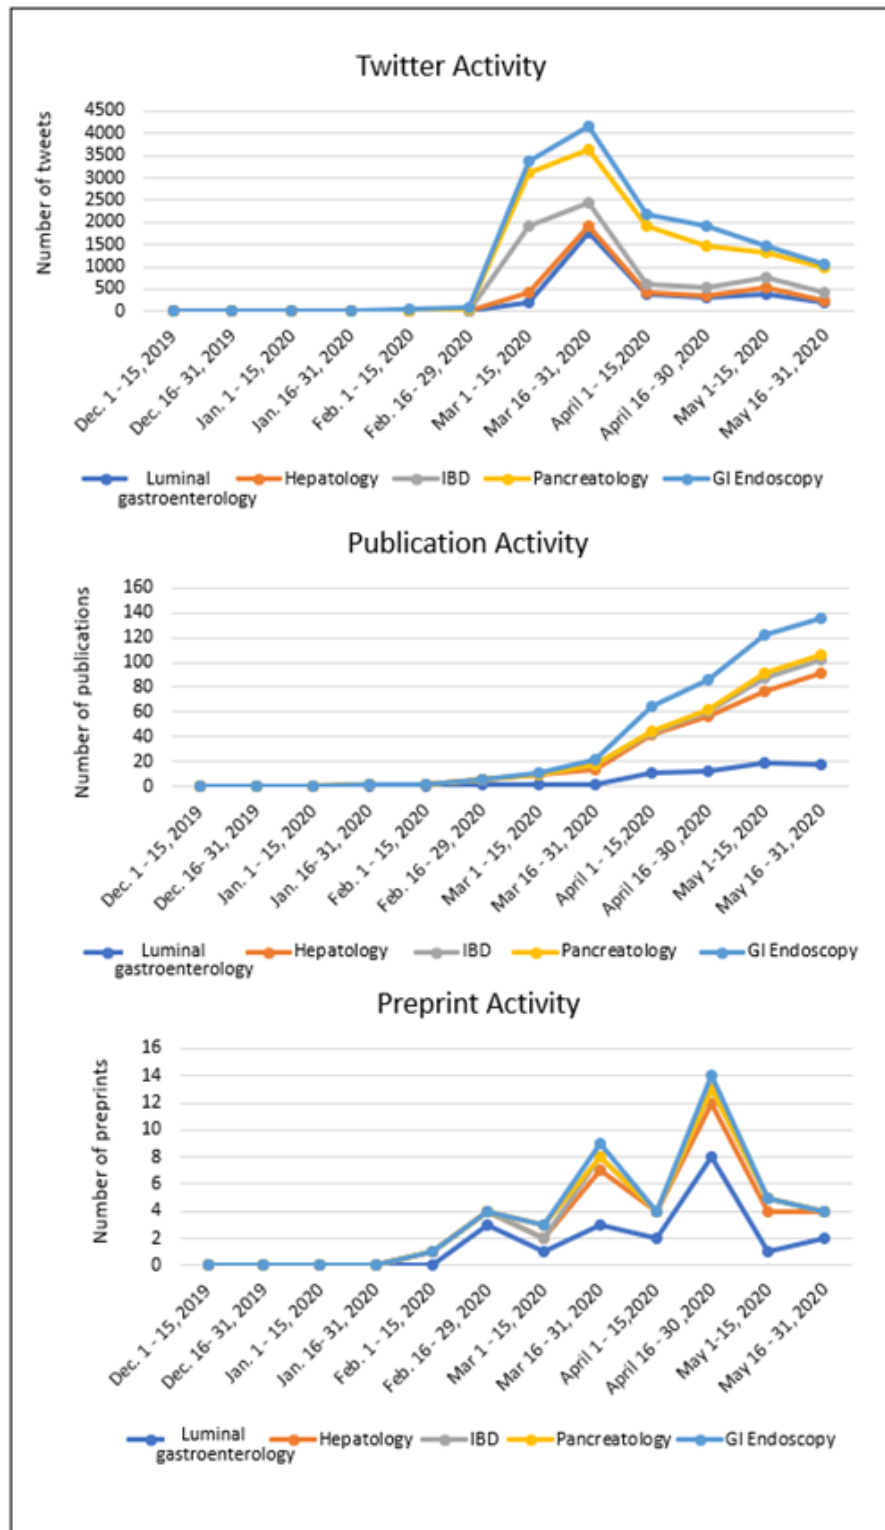 Twitter Activity
Number of tweets
4500
4000
3500
3000
2500
2000
1500
1000
500
0
Dec. 1 - 15, 2019
Dec. 16- 31, 2019
Jan. 1 - 15, 2020
Jan. 16- 31, 2020
Feb. 1 - 15, 2020
Feb. 16 - 29, 2020
Mar 1 - 15, 2020
Mar 16 - 31, 2020
April 1 - 15,2020
April 16 - 30 ,2020
May 1-15, 2020
May 16 - 31, 2020
Luminal gastroenterology
Hepatology
IBD
Pancreatology
GI Endoscopy
Publication Activity
Number of publications
160
140
120
100
80
60
40
20
0
Dec. 1 - 15, 2019
Dec. 16- 31, 2019
Jan. 1 - 15, 2020
Jan. 16- 31, 2020
Feb. 1 - 15, 2020
Feb. 16 - 29, 2020
Mar 1 - 15, 2020
Mar 16 - 31, 2020
April 1 - 15,2020
April 16 - 30 ,2020
May 1-15, 2020
May 16 - 31, 2020
Luminal gastroenterology
Hepatology
IBD
Pancreatology
GI Endoscopy
Preprint Activity
Number of preprints
16
14
12
10
8
6
4
2
0
Dec. 1 - 15, 2019
Dec. 16- 31, 2019
Jan. 1 - 15, 2020
Jan. 16- 31, 2020
Feb. 1 - 15, 2020
Feb. 16 - 29, 2020
Mar 1 - 15, 2020
Mar 16 - 31, 2020
April 1 - 15,2020
April 16 - 30 ,2020
May 1-15, 2020
May 16 - 31, 2020
Luminal gastroenterology
Hepatology
IBD
Pancreatology
GI Endoscopy